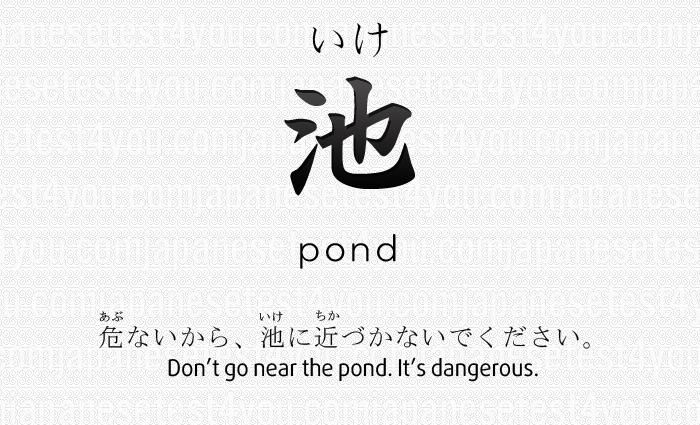 いけ
池
pond
あぶ いけ ちか
危ないから、池に近づかないでください。
Don't go near the pond. It's dangerous.